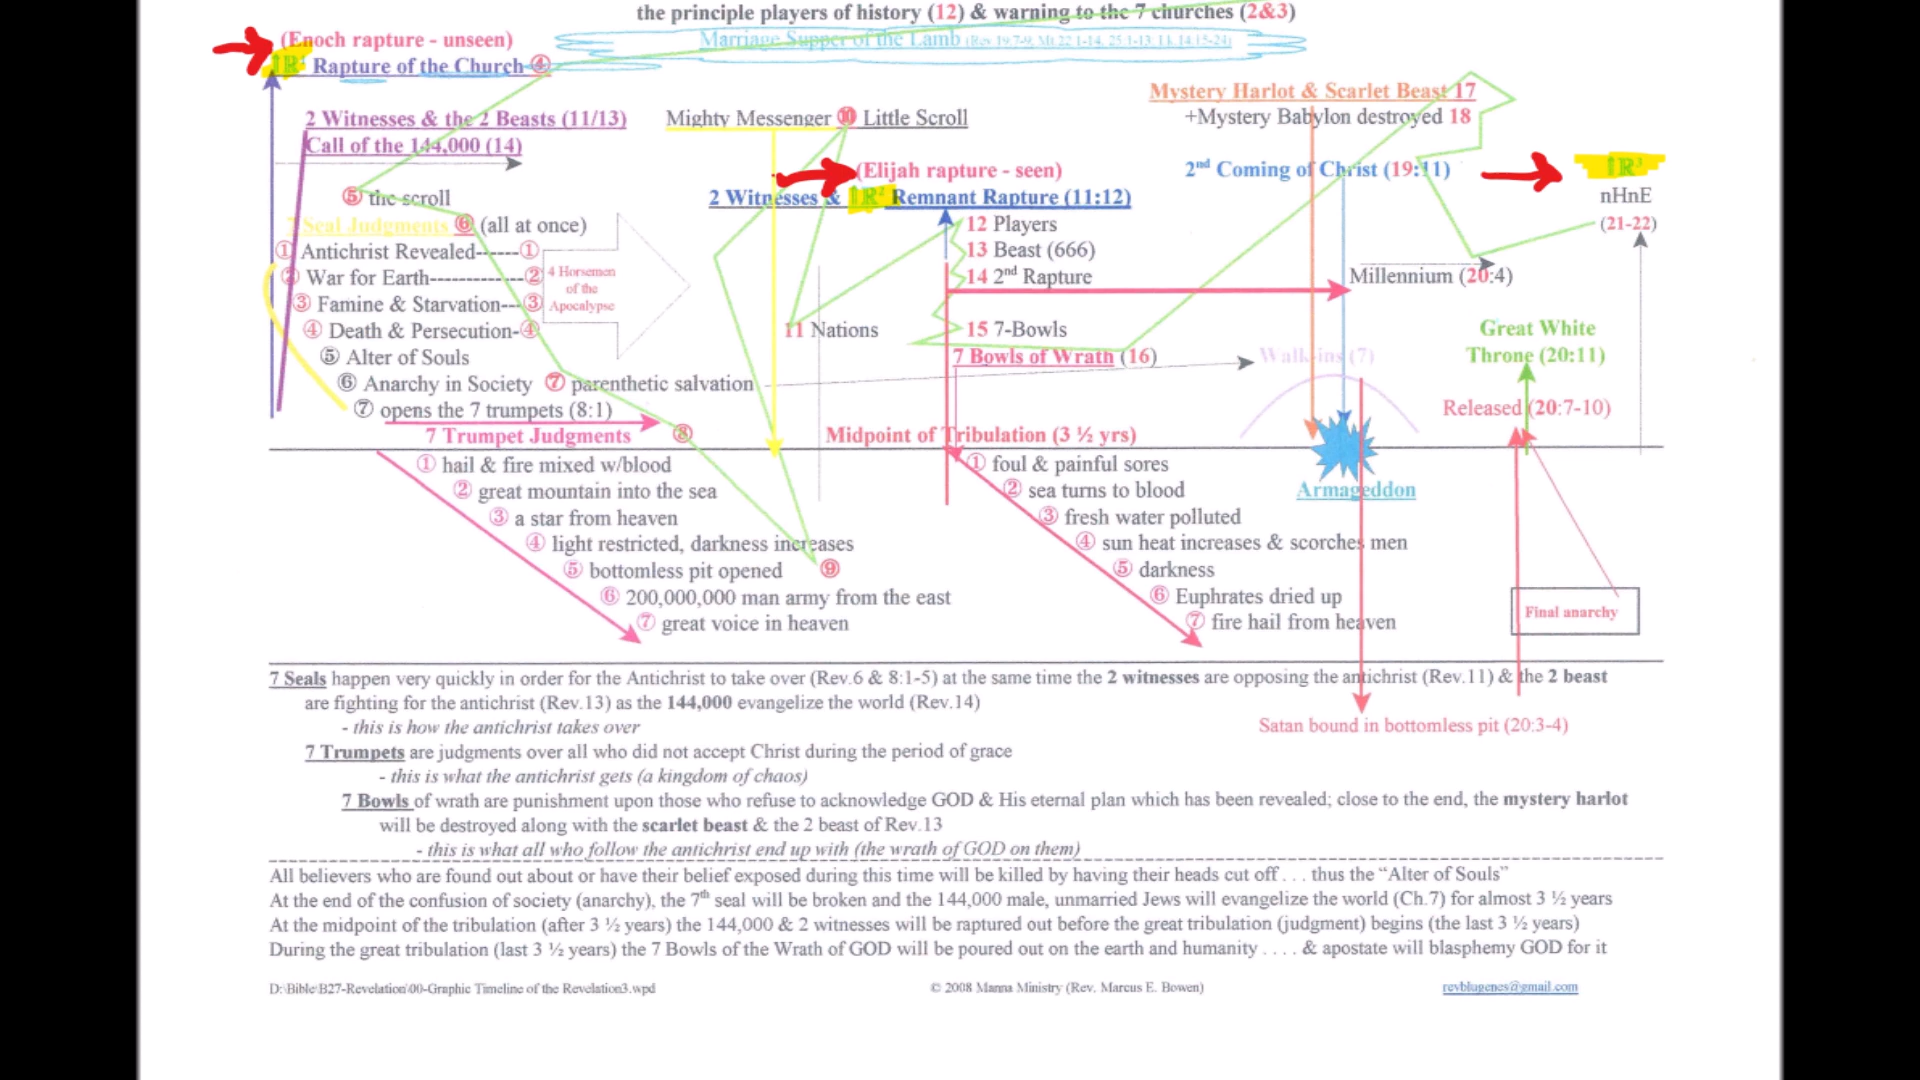 the principle players of history (12) & warning to the 7 churches (2&3)
(Enoch rapture - unseen)
Marriage Supper of the Lamb (Rev 19:7-9, Mt 22:1-14, 25:1-13;
⇑R¹ Rapture of the Church ④
Mystery Harlot & Scarlet Beast 17
+Mystery Babylon destroyed 18
2 Witnesses & the 2 Beasts (11/13)
Call of the 144,000 (14)
Mighty Messenger ⑩ Little Scroll
(Elijah rapture - seen)
2nd Coming of Christ (19:11)
⇑R³
nHnE
(21-22)
⑤ the scroll
2 Witnesses & ⇑R² Remnant Rapture (11:12)
7 Seal Judgments ⑥ (all at once)
12 Players
① Antichrist Revealed------①
13 Beast (666)
② War for Earth--------------②
14 2nd Rapture
③ Famine & Starvation---③
④ Death & Persecution-④
4 Horsemen
of the
Apocalypse
Millennium (20:4)
11 Nations
15 7-Bowls
⑤ Alter of Souls
7 Bowls of Wrath (16)
Walk-ins (7)
Great White
Throne (20:11)
⑥ Anarchy in Society ⑦ parenthetic salvation
⑦ opens the 7 trumpets (8:1)
Released (20:7-10)
7 Trumpet Judgments ⑧
Midpoint of Tribulation (3 ½ yrs)
① hail & fire mixed w/blood
② great mountain into the sea
③ a star from heaven
④ light restricted, darkness increases
⑤ bottomless pit opened ⑨
⑥ 200,000,000 man army from the east
⑦ great voice in heaven
① foul & painful sores
② sea turns to blood
③ fresh water polluted
④ sun heat increases & scorches men
⑤ darkness
⑥ Euphrates dried up
⑦ fire hail from heaven
Armageddon
Final anarchy
7 Seals happen very quickly in order for the Antichrist to take over (Rev.6 & 8:1-5) at the same time the 2 witnesses are opposing the antichrist (Rev.11) & the 2 beast
are fighting for the antichrist (Rev.13) as the 144,000 evangelize the world (Rev.14)
- this is how the antichrist takes over
Satan bound in bottomless pit (20:3-4)
7 Trumpets are judgments over all who did not accept Christ during the period of grace
- this is what the antichrist gets (a kingdom of chaos)
7 Bowls of wrath are punishment upon those who refuse to acknowledge GOD & His eternal plan which has been revealed; close to the end, the mystery harlot
will be destroyed along with the scarlet beast & the 2 beast of Rev.13
- this is what all who follow the antichrist end up with (the wrath of GOD on them)
All believers who are found out about or have their belief exposed during this time will be killed by having their heads cut off . . . thus the “Alter of Souls”
At the end of the confusion of society (anarchy), the 7th seal will be broken and the 144,000 male, unmarried Jews will evangelize the world (Ch.7) for almost 3 ½ years
At the midpoint of the tribulation (after 3 ½ years) the 144,000 & 2 witnesses will be raptured out before the great tribulation (judgment) begins (the last 3 ½ years)
During the great tribulation (last 3 ½ years) the 7 Bowls of the Wrath of GOD will be poured out on the earth and humanity . . . . & apostate will blasphemy GOD for it
D:\Bible\B27-Revelation\00-Graphic Timeline of the Revelation3.wpd
© 2008 Manna Ministry (Rev. Marcus E. Bowen)
revblugenes@gmail.com